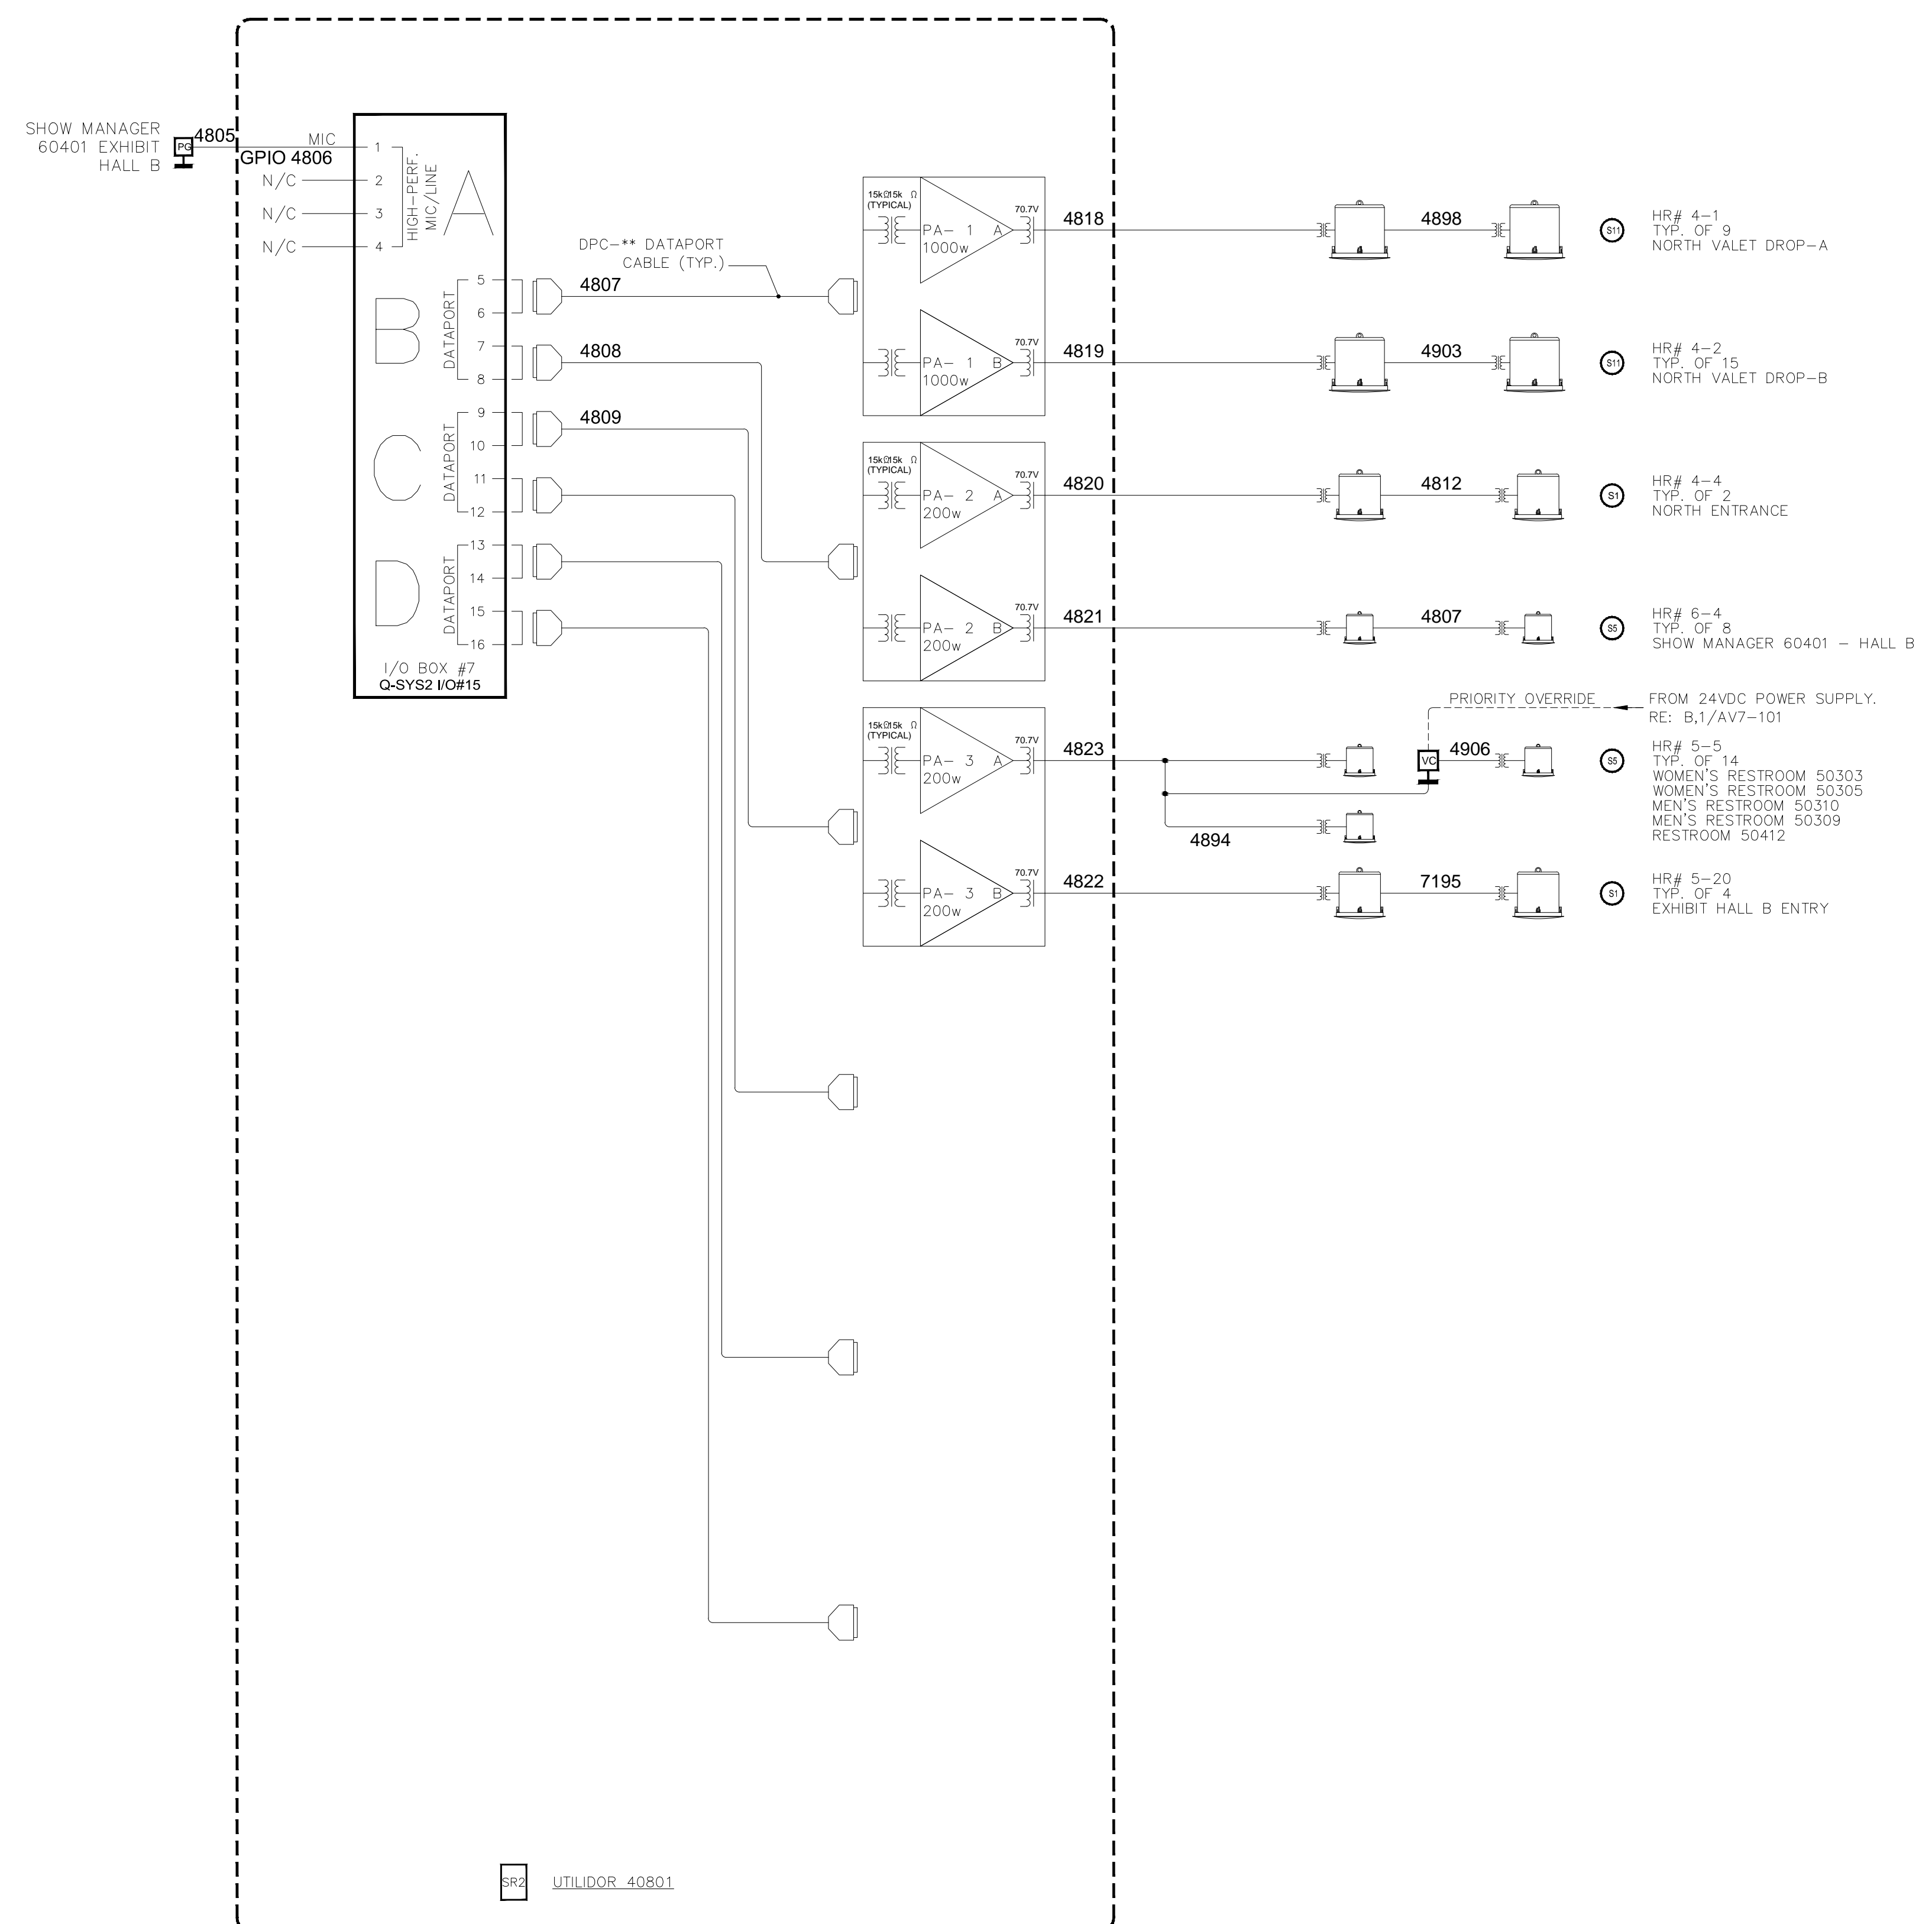 SHOW MANAGER
60401 EXHIBIT
HALL B
PG
4805
MIC
GPIO 4806
N/C
N/C
N/C
1
2
3
4
HIGH-PERF.
MIC/LINE
A
B
DATAPORT
5
6
7
8
C
DATAPORT
9
10
11
12
D
DATAPORT
13
14
15
16
I/O BOX #7
Q-SYS2 I/O#15
DPC-** DATAPORT
CABLE (TYP.)
4807
4808
4809
15kΩ15k Ω
(TYPICAL)
PA- 1 A
1000w
70.7V
4818
4898
S11
HR# 4-1
TYP. OF 9
NORTH VALET DROP-A
PA- 1 B
1000w
70.7V
4819
4903
S11
HR# 4-2
TYP. OF 15
NORTH VALET DROP-B
15kΩ15k Ω
(TYPICAL)
PA- 2 A
200w
70.7V
4820
4812
S1
HR# 4-4
TYP. OF 2
NORTH ENTRANCE
PA- 2 B
200w
70.7V
4821
4807
S5
HR# 6-4
TYP. OF 8
SHOW MANAGER 60401 - HALL B
PRIORITY OVERRIDE
FROM 24VDC POWER SUPPLY.
RE: B,1/AV7-101
15kΩ15k Ω
(TYPICAL)
PA- 3 A
200w
70.7V
4823
VC
4906
S5
HR# 5-5
TYP. OF 14
WOMEN'S RESTROOM 50303
WOMEN'S RESTROOM 50305
MEN'S RESTROOM 50310
MEN'S RESTROOM 50309
RESTROOM 50412
4894
PA- 3 B
200w
70.7V
4822
7195
S1
HR# 5-20
TYP. OF 4
EXHIBIT HALL B ENTRY
SR2
UTILIDOR 40801